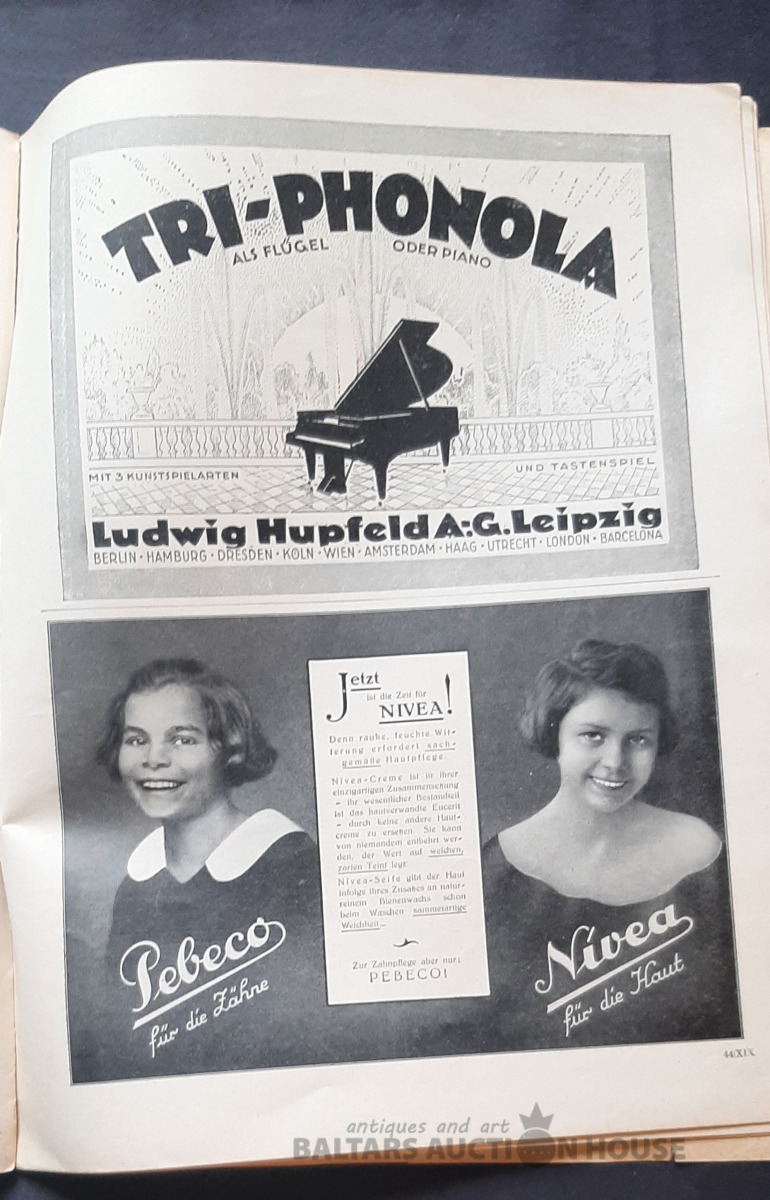 TRI-PHONOLA
ALS FLÜGEL ODER PIANO
MIT 3 KUNSTSPIELARTEN UND TASTENSPIEL
Ludwig Hupfeld A:G. Leipzig
BERLIN · HAMBURG · DRESDEN · KÖLN · WIEN · AMSTERDAM · HAAG · UTRECHT · LONDON · BARCELONA
Jetzt
ist die Zeit für
NIVEA!
Denn rauhe, feuchte Wit-
terung erfordert sach-
gemäße Hautpflege.
Nivea-Creme ist in ihrer
einzigartigen Zusammensetzung
– ihr wesentlicher Bestandteil
ist das hautverwandte Eucerit
– durch keine andere Haut-
creme zu ersetzen. Sie kann
von niemandem entbehrt wer-
den, der Wert auf weichen,
zarten Teint legt.
Nivea-Seife gibt der Haut
infolge ihres Zusatzes an natur-
reinem Bienenwachs schon
beim Waschen sammetartige
Weichheit.
Zur Zahnpflege aber nur:
PEBECO!
Pebeco
für die Zähne
Nivea
für die Haut
44/XIX
antiques and art
BALTARS AUCTION HOUSE